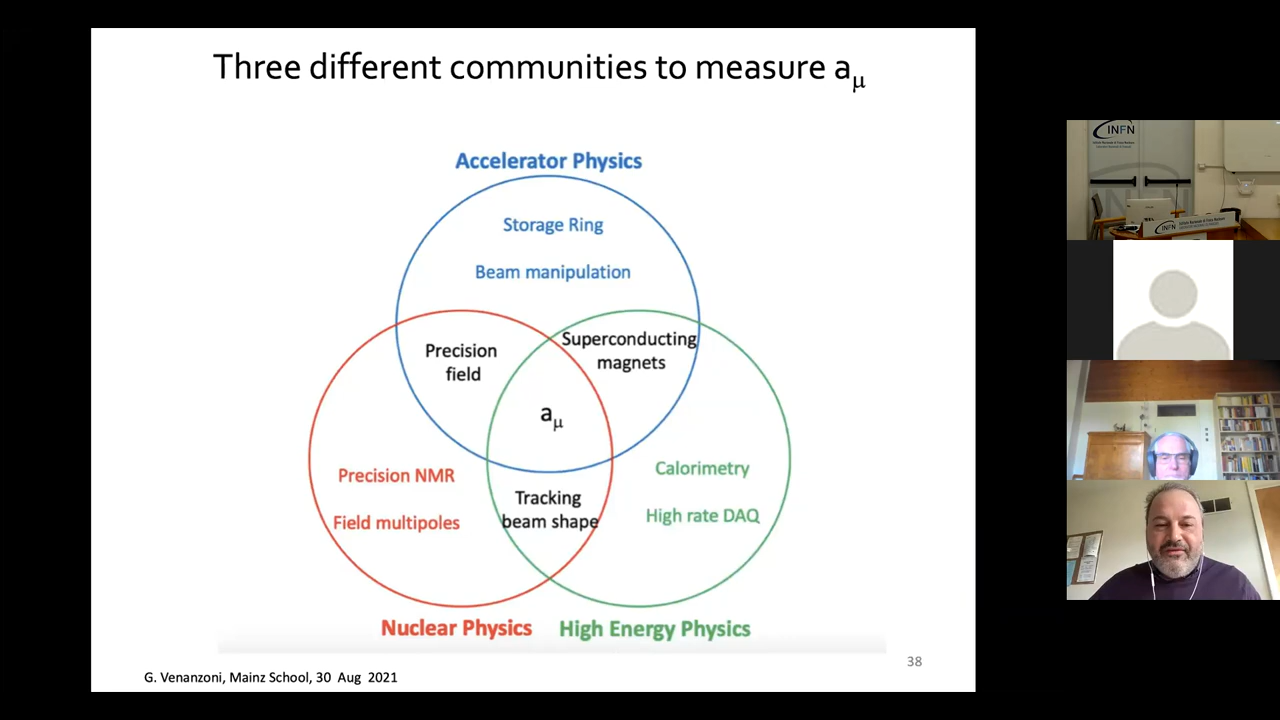 Three different communities to measure aμ
Accelerator Physics
Storage Ring
Beam manipulation
Precision
field
Superconducting
magnets
aμ
Precision NMR
Field multipoles
Tracking
beam shape
Calorimetry
High rate DAQ
Nuclear Physics
High Energy Physics
38
G. Venanzoni, Mainz School, 30 Aug 2021
INFN
INFN